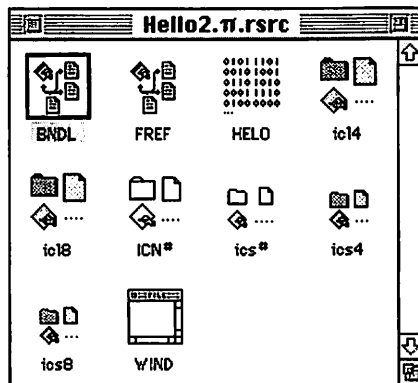 Hello2.π.rsrc
BNDL FREF HELO icl4
icl8 ICN# ics# ics4
ics8 WIND